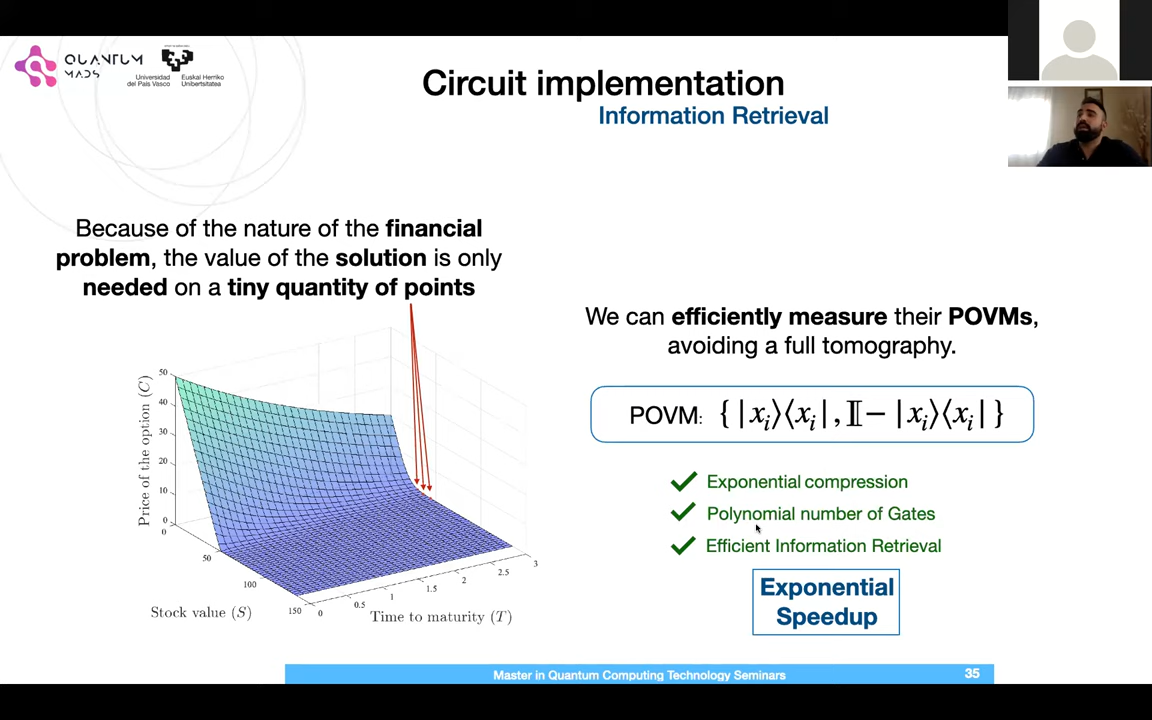 QUANTUM
MADS
Universidad
del País Vasco
Euskal Herriko
Unibertsitatea
Circuit implementation
Information Retrieval
Because of the nature of the financial
problem, the value of the solution is only
needed on a tiny quantity of points
We can efficiently measure their POVMs,
avoiding a full tomography.
POVM: { |xᵢ⟩⟨xᵢ| , 𝕀 − |xᵢ⟩⟨xᵢ| }
Exponential compression
Polynomial number of Gates
Efficient Information Retrieval
Exponential
Speedup
Price of the option (C)
50
40
30
20
10
0
0
50
100
150
Stock value (S)
0
0.5
1
1.5
2
2.5
3
Time to maturity (T)
Master in Quantum Computing Technology Seminars
35